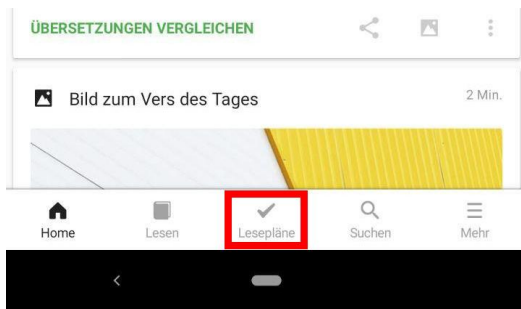 ÜBERSETZUNGEN VERGLEICHEN
Bild zum Vers des Tages 2 Min.
Home Lesen Lesepläne Suchen Mehr